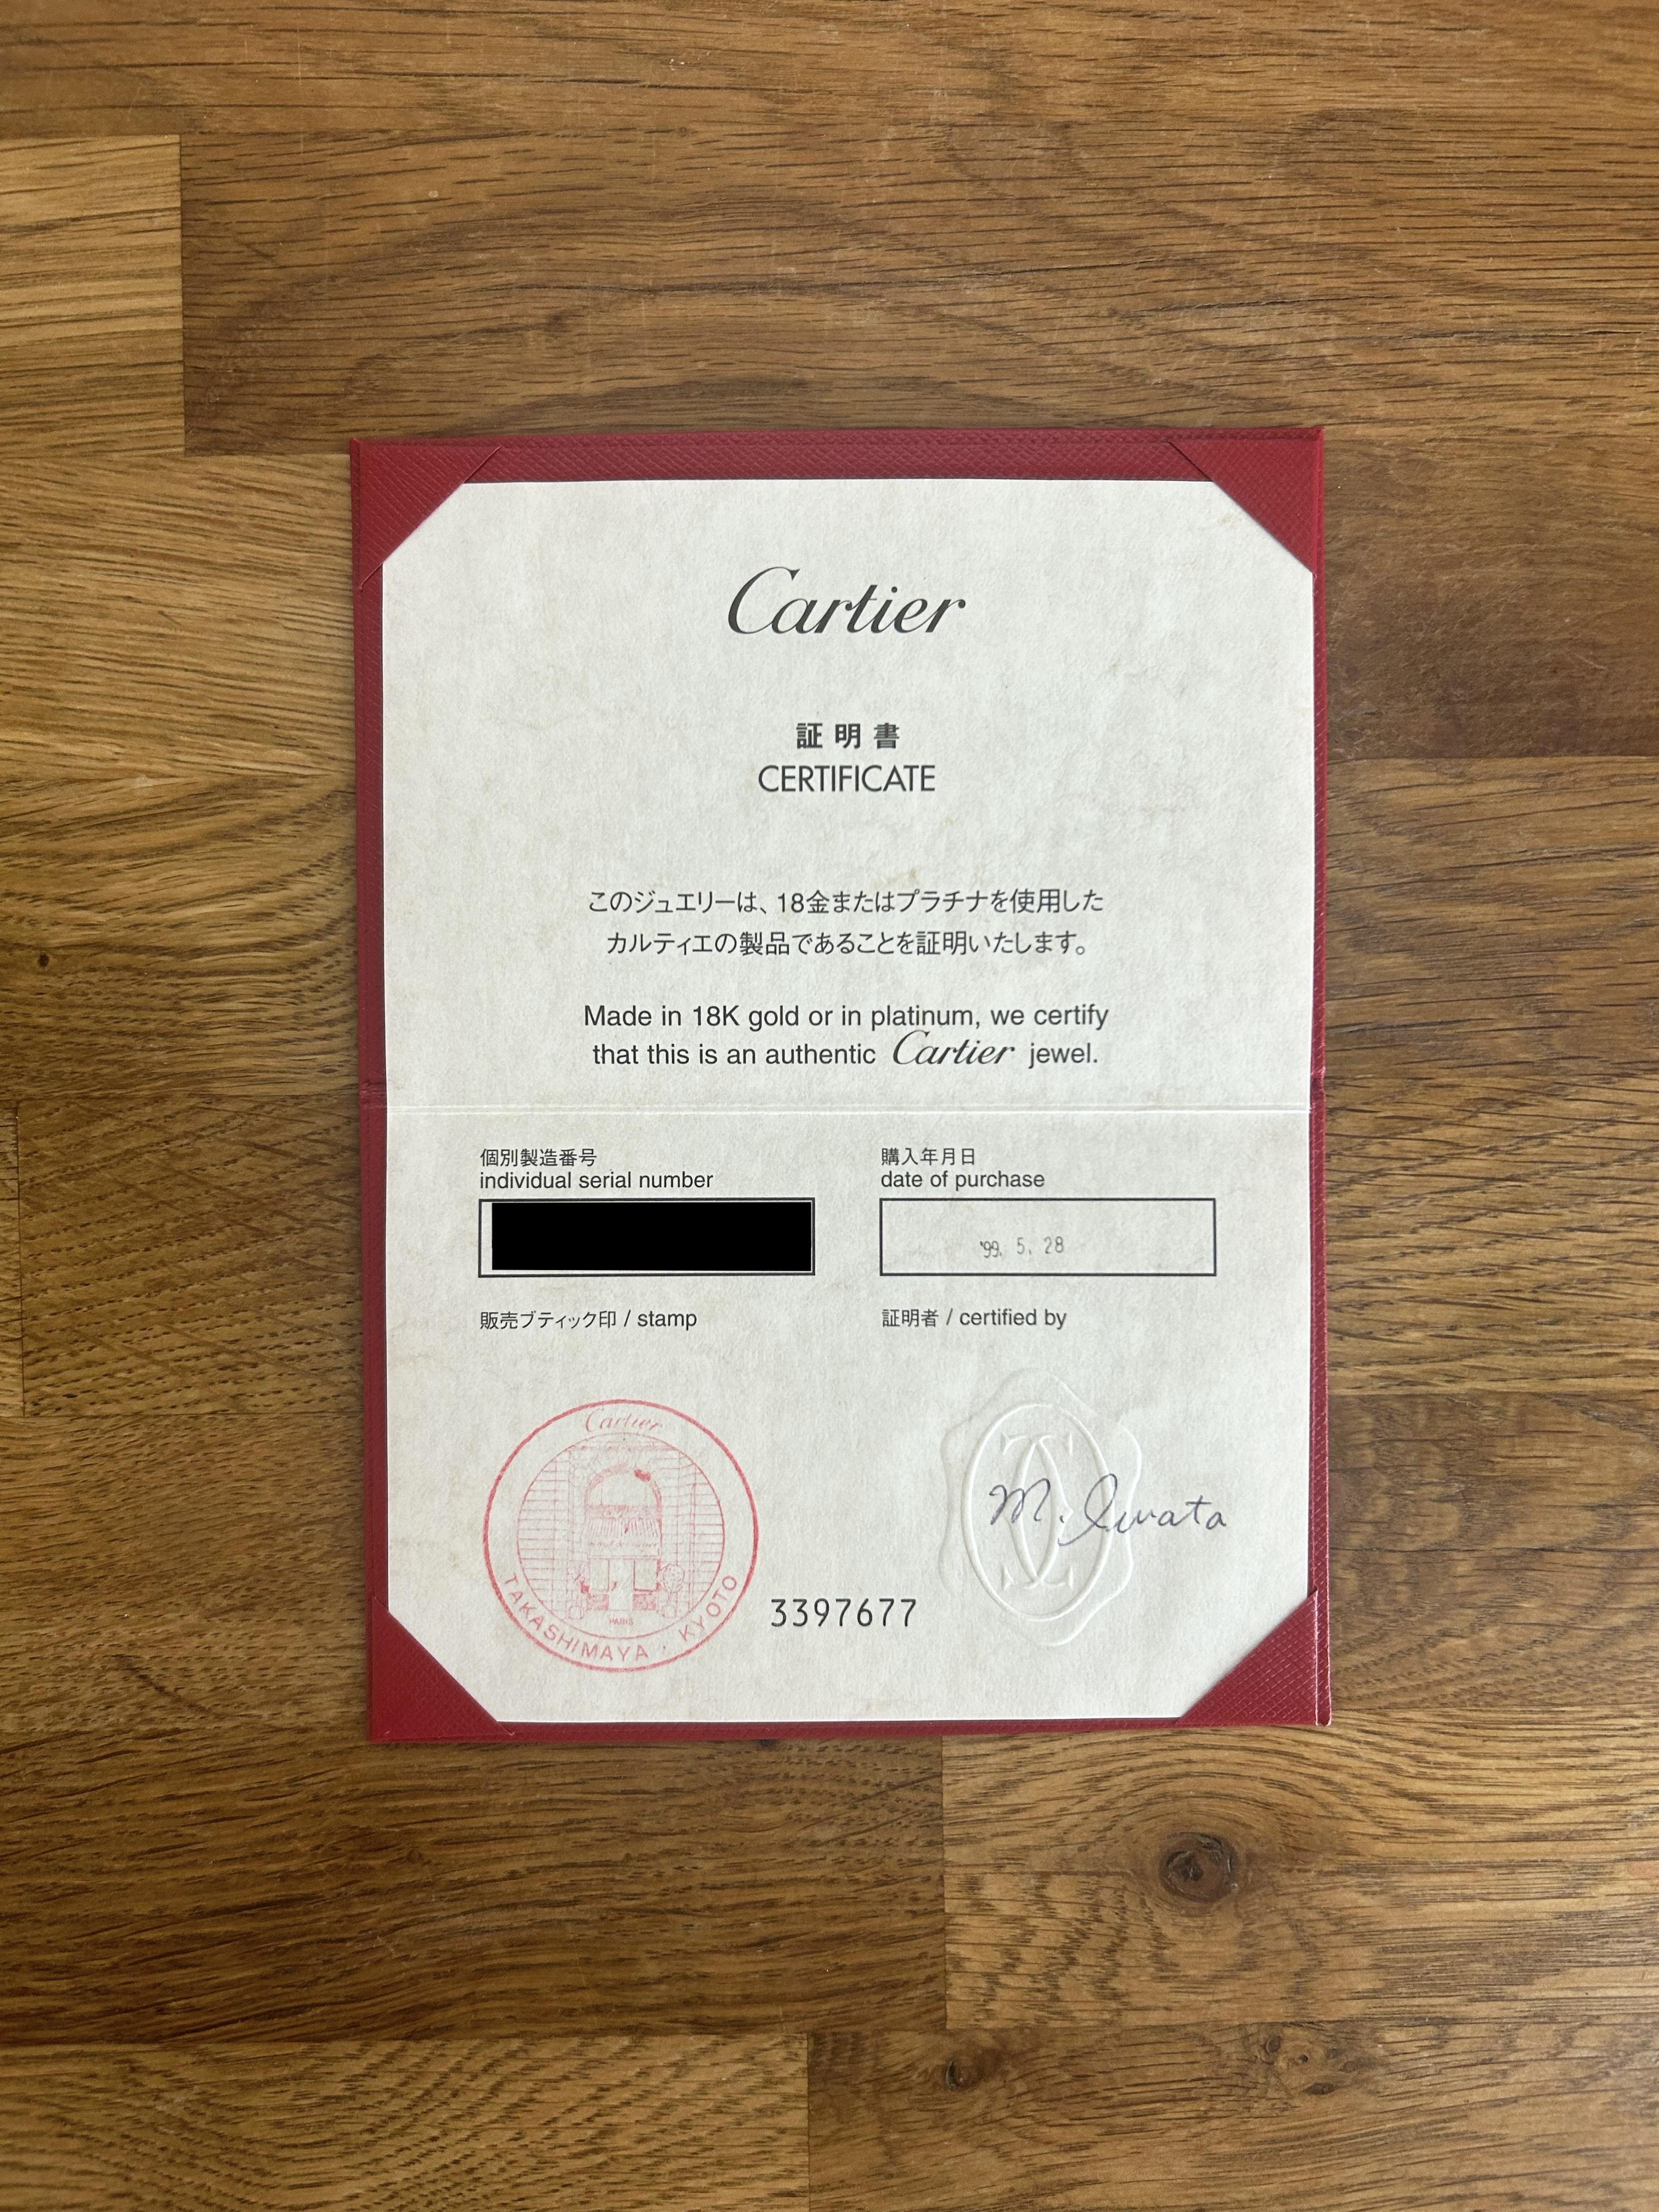 Cartier
証明書
CERTIFICATE
このジュエリーは、18金またはプラチナを使用した
カルティエの製品であることを証明いたします。
Made in 18K gold or in platinum, we certify
that this is an authentic Cartier jewel.
個別製造番号
individual serial number
購入年月日
date of purchase
'99. 5. 28
販売ブティック印 / stamp
証明者 / certified by
Cartier
PARIS
TAKASHIMAYA · KYOTO
M. Iwata
3397677